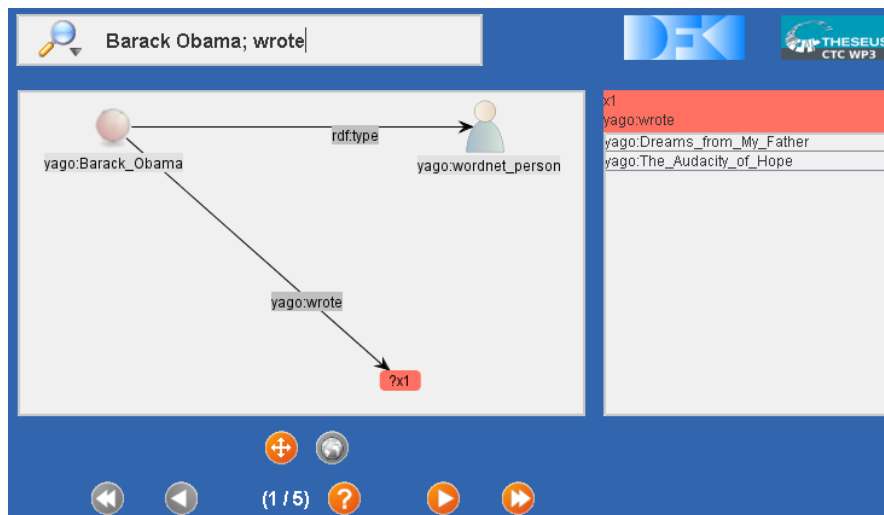 Barack Obama; wrote
DFK
THESEUS
CTC WP3
rdf:type
yago:Barack_Obama
yago:wordnet_person
yago:wrote
?x1
x1
yago:wrote
yago:Dreams_from_My_Father
yago:The_Audacity_of_Hope
(1 / 5)
?